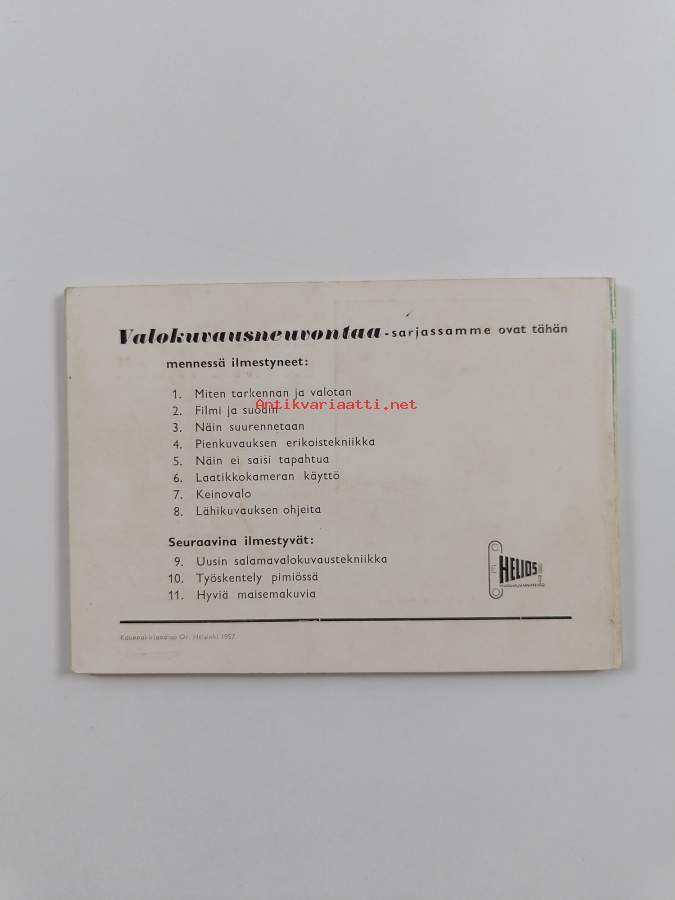 Valokuvausneuvontaa -sarjassamme ovat tähän
mennessä ilmestyneet:
1. Miten tarkennan ja valotan
2. Filmi ja suodin
Antikvariaatti.net
3. Näin suurennetaan
4. Pienkuvauksen erikoistekniikka
5. Näin ei saisi tapahtua
6. Laatikkokameran käyttö
7. Keinovalo
8. Lähikuvauksen ohjeita
Seuraavina ilmestyvät:
9. Uusin salamavalokuvaustekniikka
10. Työskentely pimiössä
11. Hyviä maisemakuvia
HELIOS
Oy, Helsinki 1957